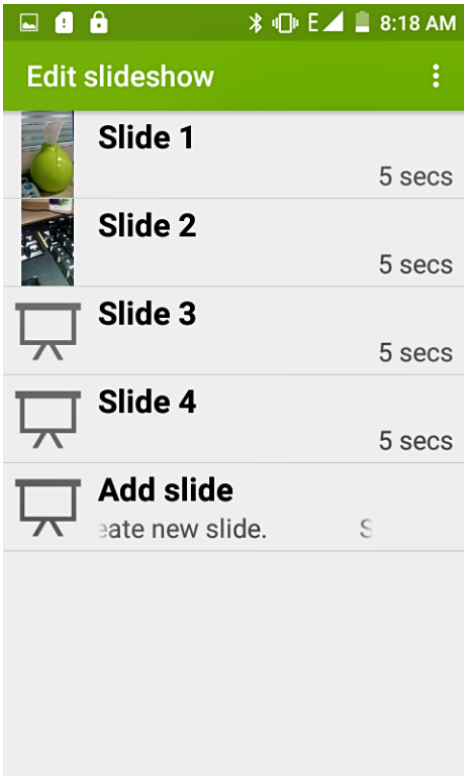 E 8:18 AM
Edit slideshow
Slide 1
5 secs
Slide 2
5 secs
Slide 3
5 secs
Slide 4
5 secs
Add slide
eate new slide. S